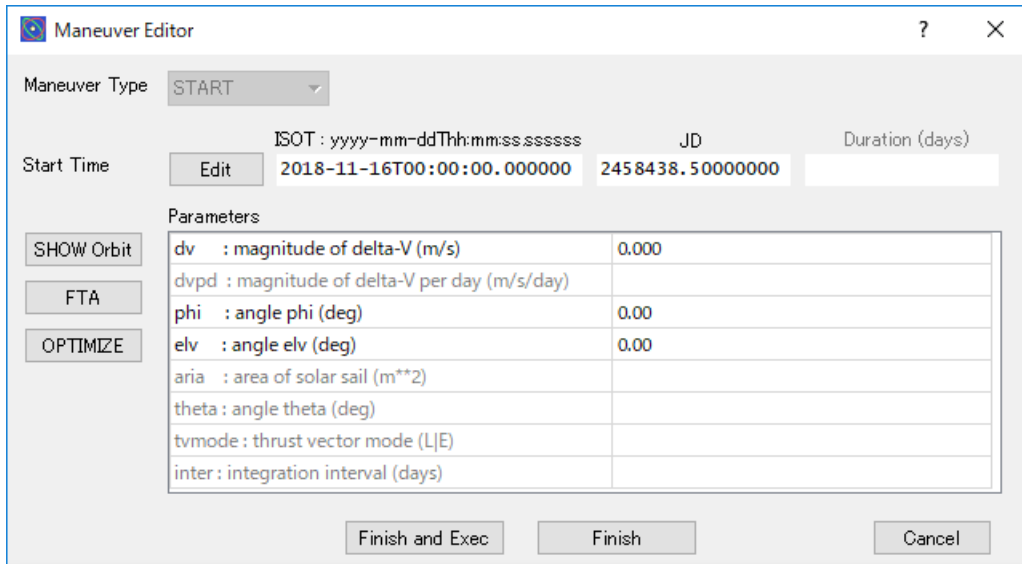 Maneuver Editor ?
Maneuver Type START
ISOT : yyyy-mm-ddThh:mm:ss.ssssss JD Duration (days)
Start Time Edit 2018-11-16T00:00:00.000000 2458438.50000000
Parameters
SHOW Orbit
FTA
OPTIMIZE
dv : magnitude of delta-V (m/s) 0.000
dvpd : magnitude of delta-V per day (m/s/day)
phi : angle phi (deg) 0.00
elv : angle elv (deg) 0.00
aria : area of solar sail (m**2)
theta : angle theta (deg)
tvmode : thrust vector mode (L|E)
inter : integration interval (days)
Finish and Exec Finish Cancel